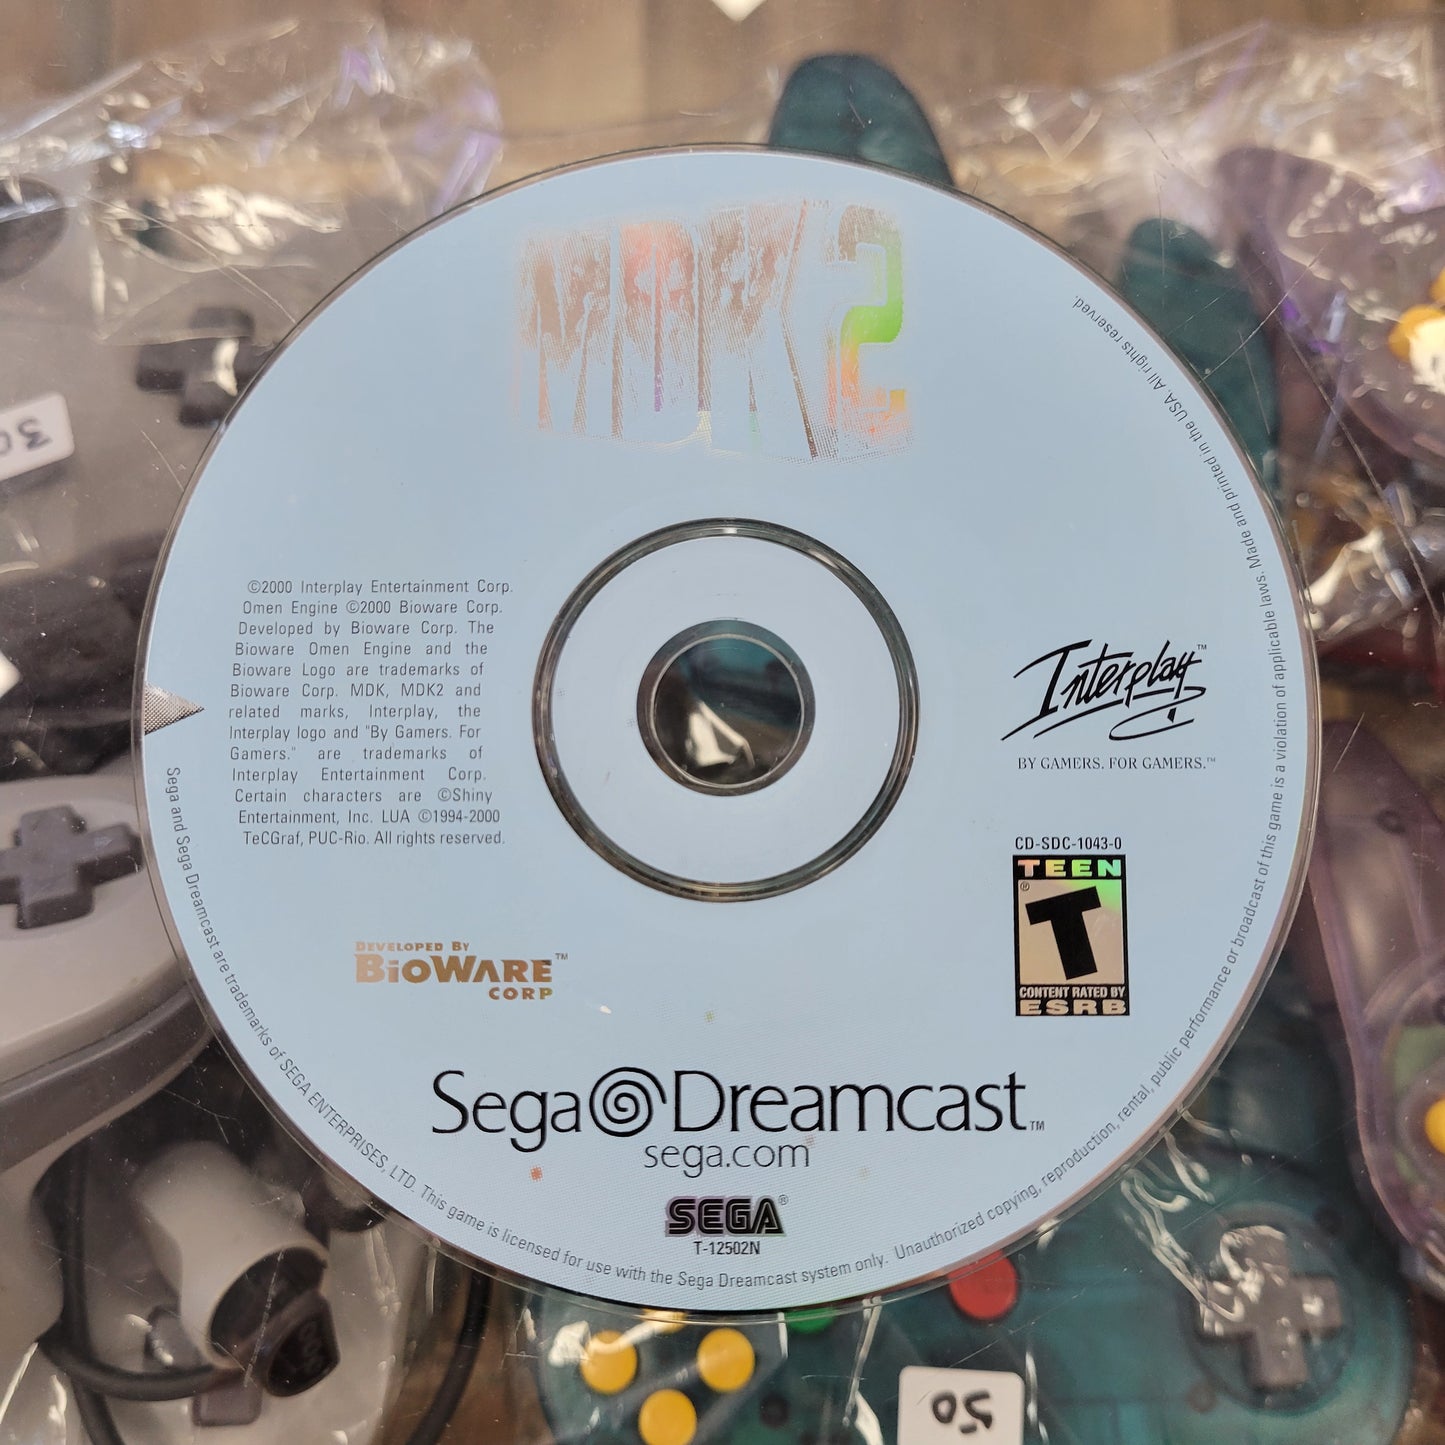 MDK2
©2000 Interplay Entertainment Corp.
Omen Engine ©2000 Bioware Corp.
Developed by Bioware Corp. The
Bioware Omen Engine and the
Bioware Logo are trademarks of
Bioware Corp. MDK, MDK2 and
related marks, Interplay, the
Interplay logo and "By Gamers. For
Gamers." are trademarks of
Interplay Entertainment Corp.
Certain characters are ©Shiny
Entertainment, Inc. LUA ©1994-2000
TeCGraf, PUC-Rio. All rights reserved.
Interplay™
BY GAMERS. FOR GAMERS.™
CD-SDC-1043-0
TEEN
T®
CONTENT RATED BY
ESRB
DEVELOPED BY
BIOWARE™
CORP
Sega Dreamcast™
sega.com
SEGA®
T-12502N
Sega and Sega Dreamcast are trademarks of SEGA ENTERPRISES, LTD. This game is licensed for use with the Sega Dreamcast system only. Unauthorized copying, reproduction, rental, public performance or broadcast of this game is a violation of applicable laws. Made and printed in the USA. All rights reserved.
30
50